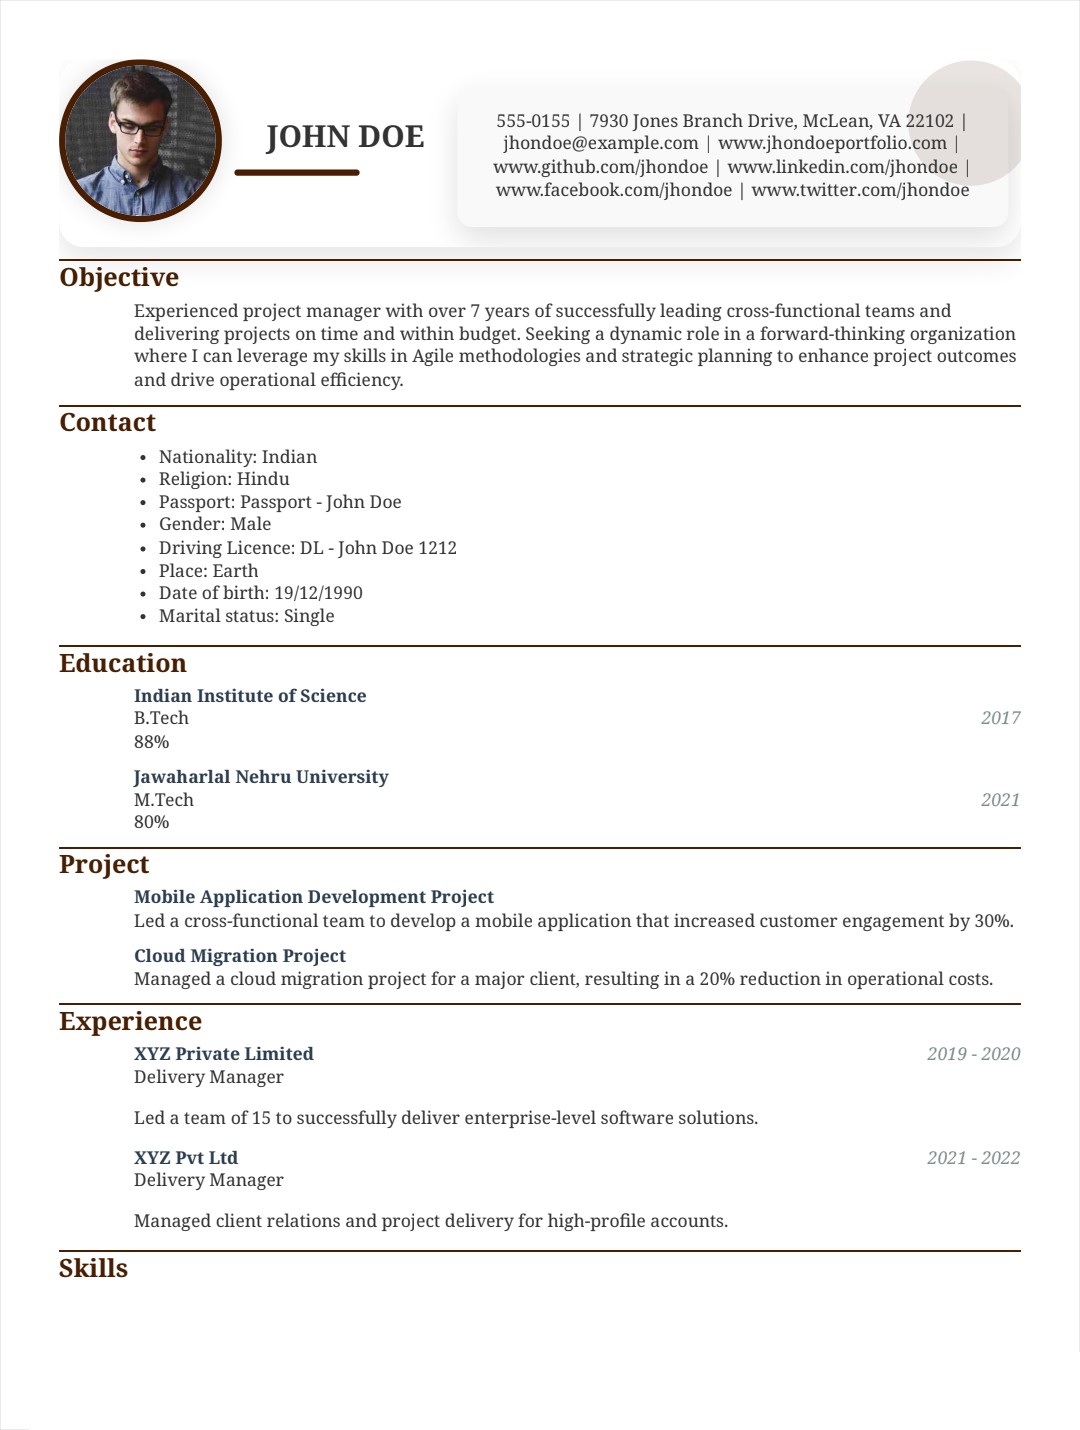 JOHN DOE
555-0155 | 7930 Jones Branch Drive, McLean, VA 22102 |
jhondoe@example.com | www.jhondoeportfolio.com |
www.github.com/jhondoe | www.linkedin.com/jhondoe |
www.facebook.com/jhondoe | www.twitter.com/jhondoe
Objective
Experienced project manager with over 7 years of successfully leading cross-functional teams and
delivering projects on time and within budget. Seeking a dynamic role in a forward-thinking organization
where I can leverage my skills in Agile methodologies and strategic planning to enhance project outcomes
and drive operational efficiency.
Contact
• Nationality: Indian
• Religion: Hindu
• Passport: Passport - John Doe
• Gender: Male
• Driving Licence: DL - John Doe 1212
• Place: Earth
• Date of birth: 19/12/1990
• Marital status: Single
Education
Indian Institute of Science
B.Tech 2017
88%
Jawaharlal Nehru University
M.Tech 2021
80%
Project
Mobile Application Development Project
Led a cross-functional team to develop a mobile application that increased customer engagement by 30%.
Cloud Migration Project
Managed a cloud migration project for a major client, resulting in a 20% reduction in operational costs.
Experience
XYZ Private Limited 2019 - 2020
Delivery Manager
Led a team of 15 to successfully deliver enterprise-level software solutions.
XYZ Pvt Ltd 2021 - 2022
Delivery Manager
Managed client relations and project delivery for high-profile accounts.
Skills